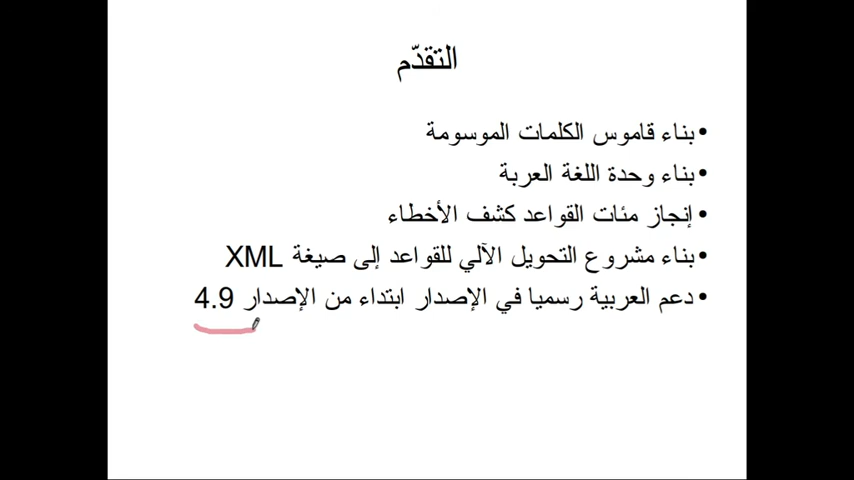 التقدّم
•بناء قاموس الكلمات الموسومة
•بناء وحدة اللغة العربة
•إنجاز مئات القواعد كشف الأخطاء
•بناء مشروع التحويل الآلي للقواعد إلى صيغة XML
•دعم العربية رسميا في الإصدار ابتداء من الإصدار 4.9